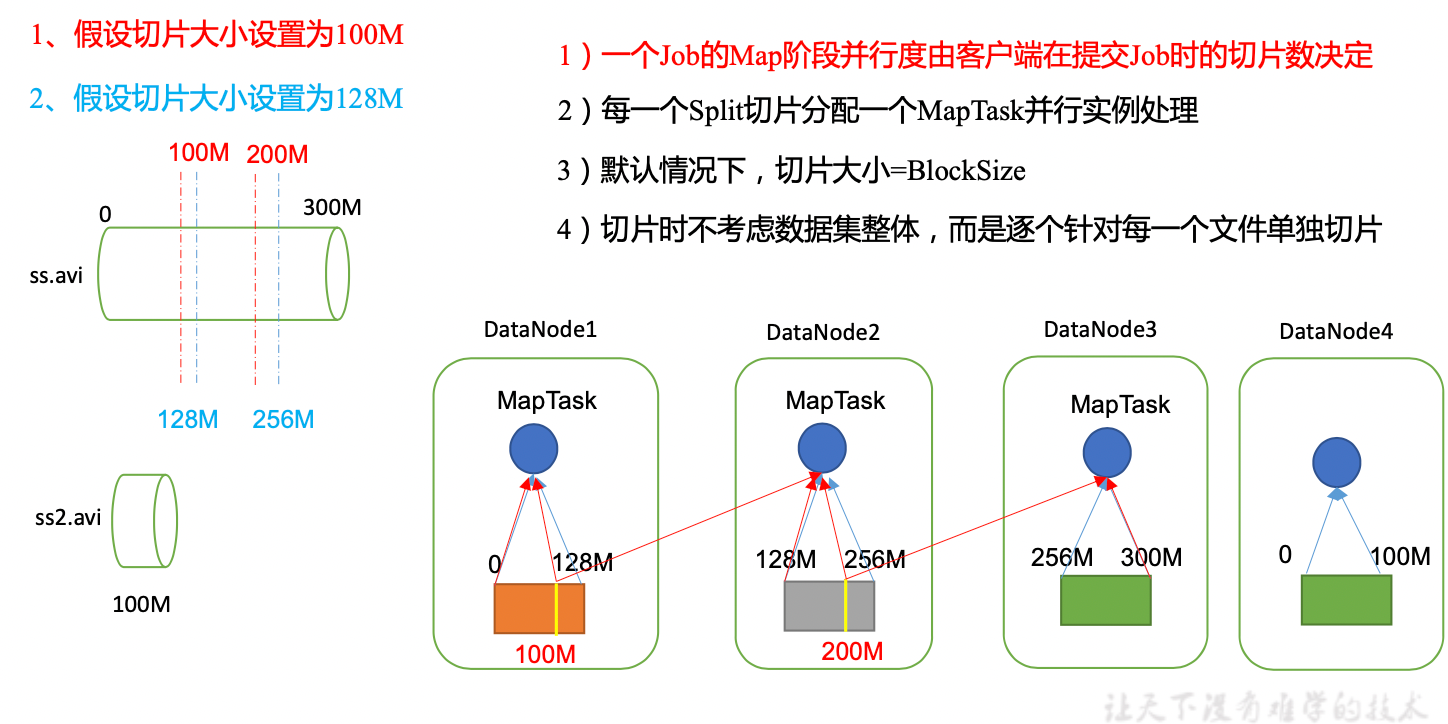 1、假设切片大小设置为100M
2、假设切片大小设置为128M
1）一个Job的Map阶段并行度由客户端在提交Job时的切片数决定
2）每一个Split切片分配一个MapTask并行实例处理
3）默认情况下，切片大小=BlockSize
4）切片时不考虑数据集整体，而是逐个针对每一个文件单独切片
100M 200M
0 300M
ss.avi
128M 256M
ss2.avi
100M
DataNode1
MapTask
0 128M
100M
DataNode2
MapTask
128M 256M
200M
DataNode3
MapTask
256M 300M
DataNode4
0 100M
让天下没有难学的技术